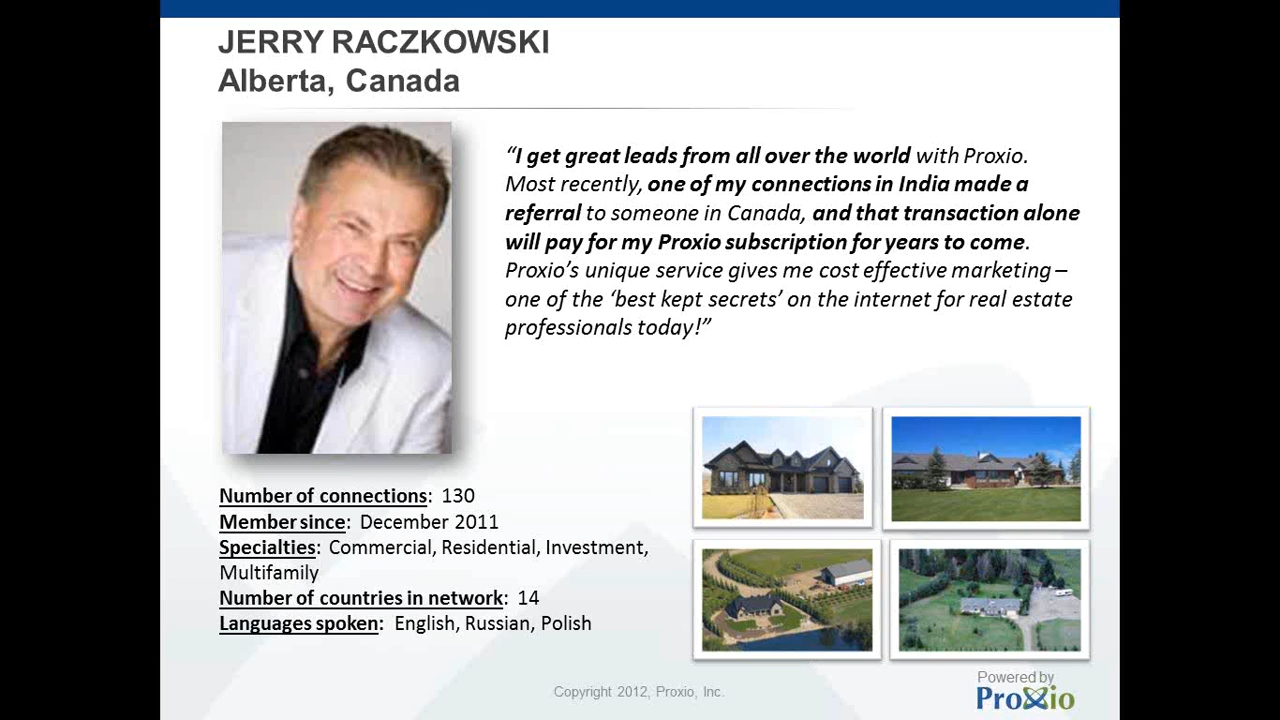 JERRY RACZKOWSKI
Alberta, Canada
“I get great leads from all over the world with Proxio.
Most recently, one of my connections in India made a
referral to someone in Canada, and that transaction alone
will pay for my Proxio subscription for years to come.
Proxio’s unique service gives me cost effective marketing –
one of the ‘best kept secrets’ on the internet for real estate
professionals today!”
Number of connections: 130
Member since: December 2011
Specialties: Commercial, Residential, Investment,
Multifamily
Number of countries in network: 14
Languages spoken: English, Russian, Polish
Copyright 2012, Proxio, Inc.
Powered by
Proxio